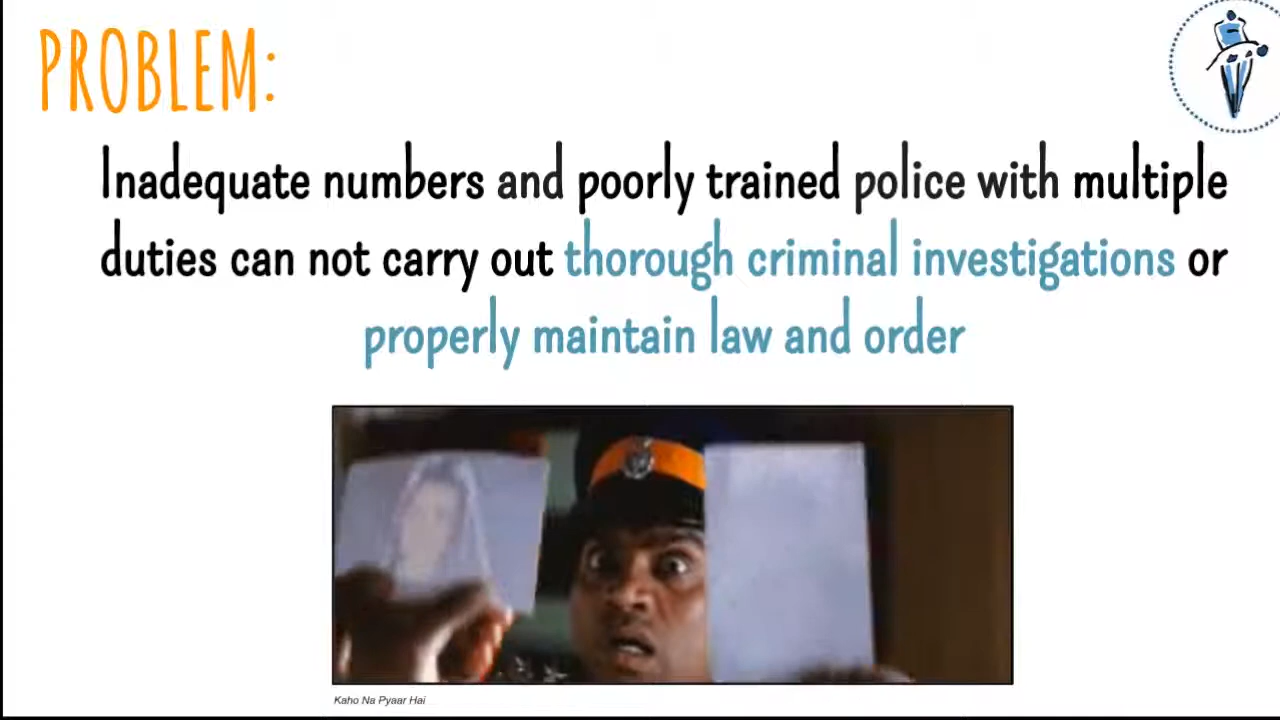 PROBLEM:
Inadequate numbers and poorly trained police with multiple
duties can not carry out thorough criminal investigations or
properly maintain law and order
Kaho Na Pyaar Hai